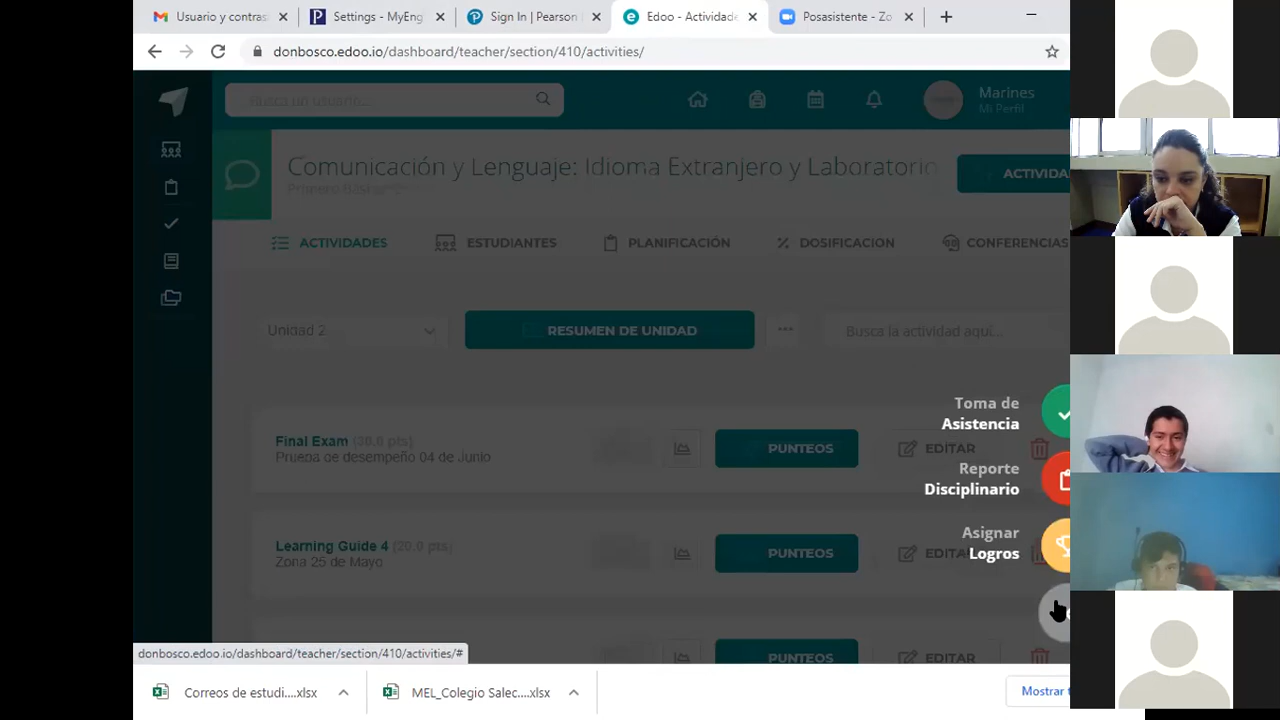 Usuario y contras
Settings - MyEng
Sign In | Pearson
Edoo - Actividade
Posasistente - Zo
donbosco.edoo.io/dashboard/teacher/section/410/activities/
Busca un usuario...
Marines
Mi Perfil
Comunicación y Lenguaje: Idioma Extranjero y Laboratorio
ACTIVIDA
ACTIVIDADES
ESTUDIANTES
PLANIFICACIÓN
DOSIFICACION
CONFERENCIAS
Unidad 2
RESUMEN DE UNIDAD
Busca la actividad aquí...
Toma de
Asistencia
Final Exam (30.0 pts)
Prueba de desempeño 04 de Junio
PUNTEOS
EDITAR
Reporte
Disciplinario
Asignar
Logros
Learning Guide 4 (20.0 pts)
Zona 25 de Mayo
PUNTEOS
EDITA
PUNTEOS
EDITAR
donbosco.edoo.io/dashboard/teacher/section/410/activities/#
Correos de estudi....xlsx
MEL_Colegio Salec....xlsx
Mostrar t